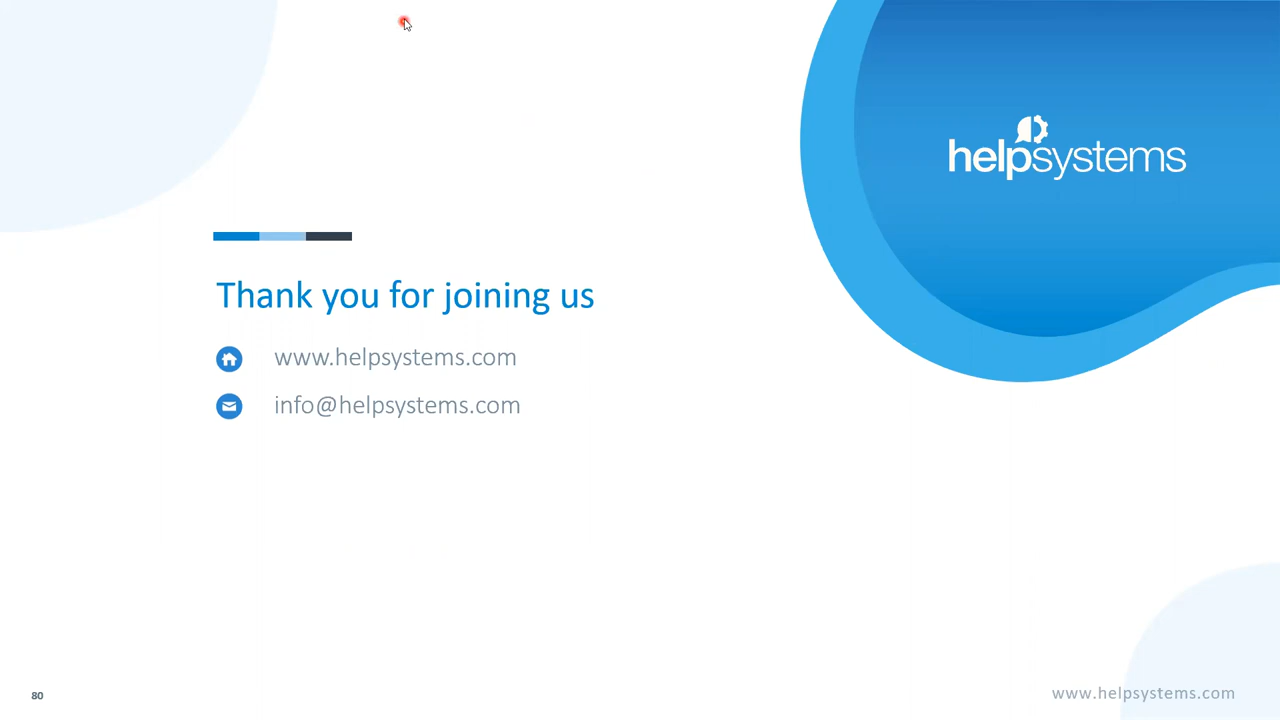 helpsystems
Thank you for joining us
www.helpsystems.com
info@helpsystems.com
80
www.helpsystems.com